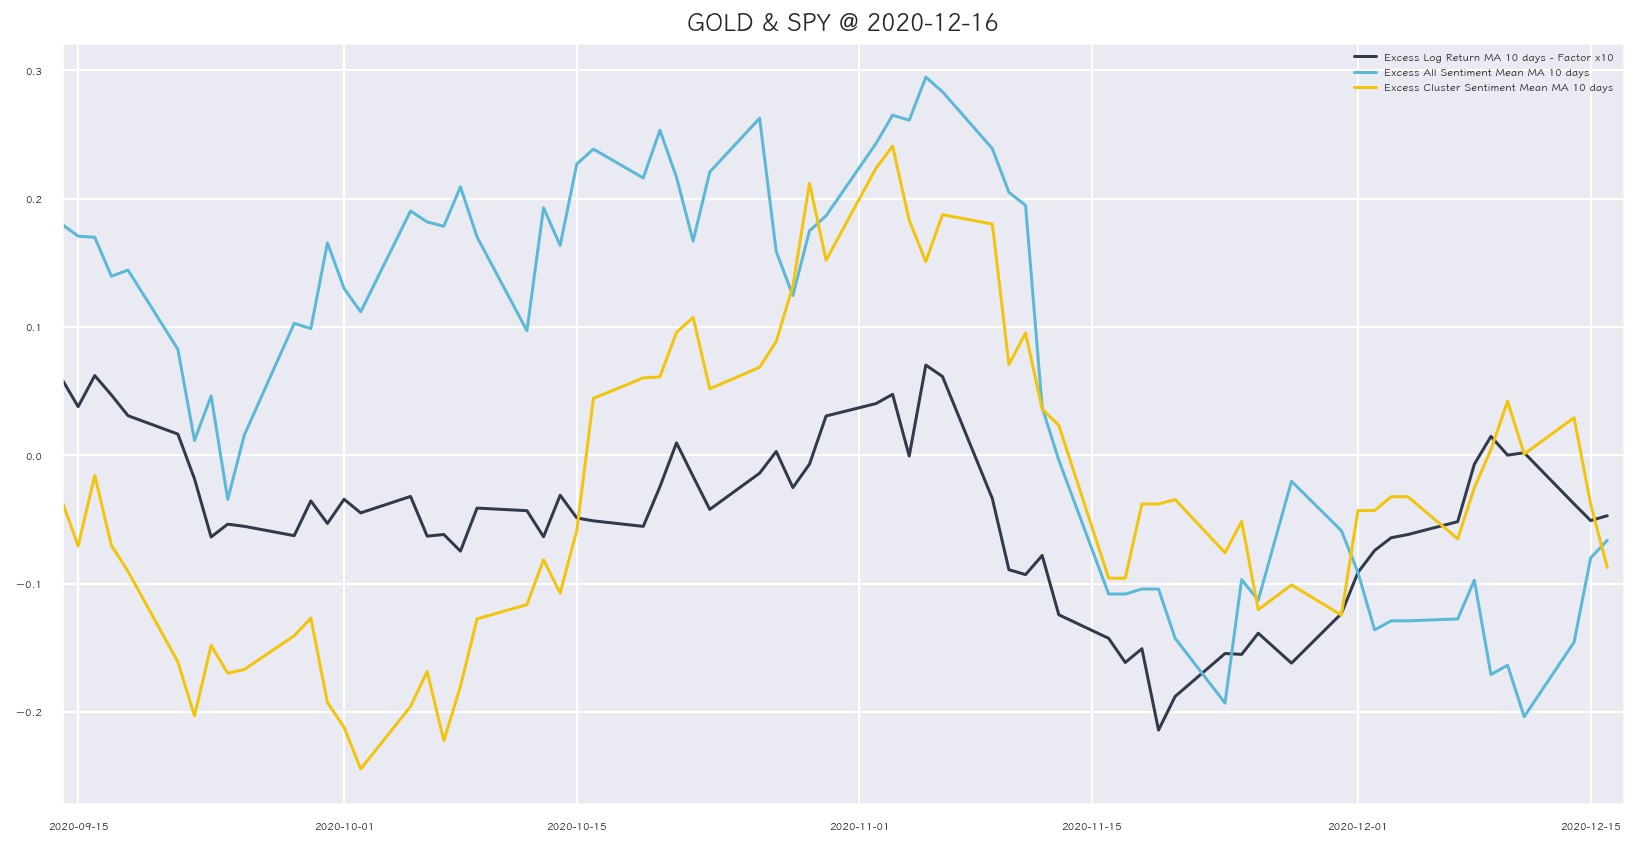 GOLD & SPY @ 2020-12-16
Excess Log Return MA 10 days - Factor x10
Excess All Sentiment Mean MA 10 days
Excess Cluster Sentiment Mean MA 10 days
0.3
0.2
0.1
0.0
−0.1
−0.2
2020-09-15 2020-10-01 2020-10-15 2020-11-01 2020-11-15 2020-12-01 2020-12-15